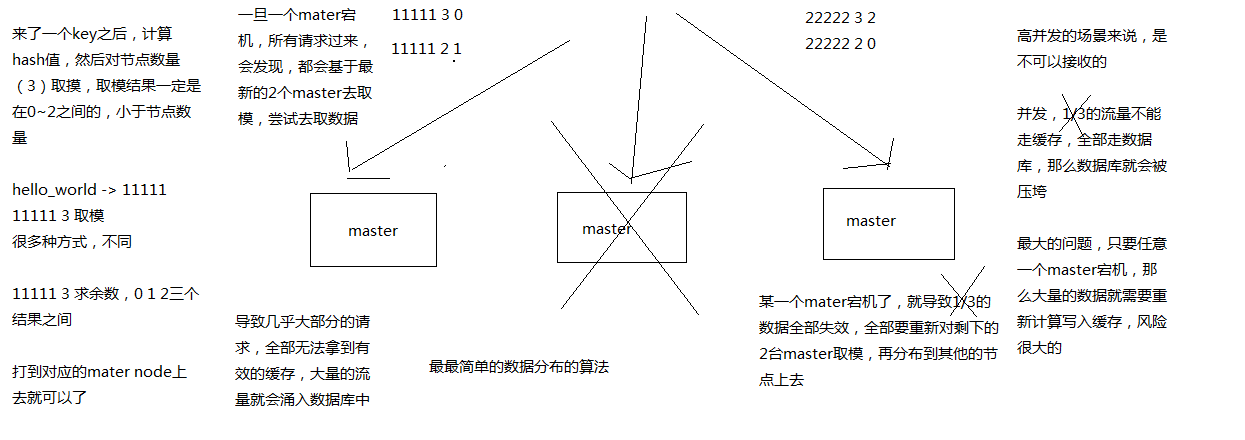 来了一个key之后，计算
hash值，然后对节点数量
（3）取摸，取模结果一定是
在0~2之间的，小于节点数
量
hello_world -> 11111
11111 3 取模
很多种方式，不同
11111 3 求余数，0 1 2三个
结果之间
打到对应的mater node上
去就可以了
一旦一个mater宕
机，所有请求过来，
会发现，都会基于最
新的2个master去取
模，尝试去取数据
11111 3 0
11111 2 1
22222 3 2
22222 2 0
master
master
master
导致几乎大部分的请
求，全部无法拿到有
效的缓存，大量的流
量就会涌入数据库中
最最简单的数据分布的算法
某一个mater宕机了，就导致1/3的
数据全部失效，全部要重新对剩下的
2台master取模，再分布到其他的节
点上去
高并发的场景来说，是
不可以接收的
并发，1/3的流量不能
走缓存，全部走数据
库，那么数据库就会被
压垮
最大的问题，只要任意
一个master宕机，那
么大量的数据就需要重
新计算写入缓存，风险
很大的